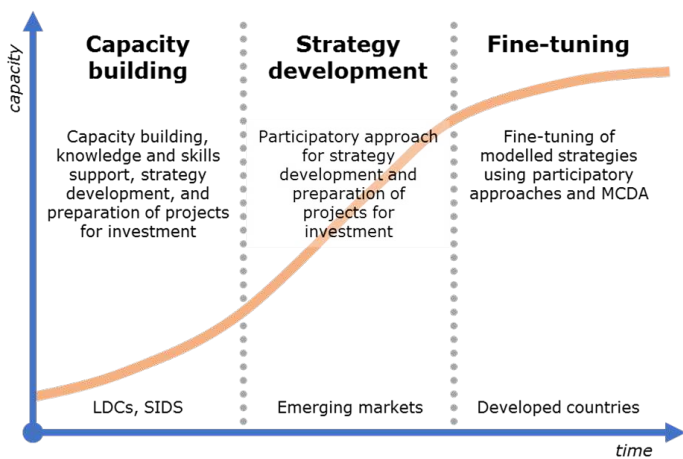 capacity
Capacity
building
Capacity building,
knowledge and skills
support, strategy
development, and
preparation of projects
for investment
LDCs, SIDS
Strategy
development
Participatory approach
for strategy
development and
preparation of
projects for
investment
Emerging markets
Fine-tuning
Fine-tuning of
modelled strategies
using participatory
approaches and MCDA
Developed countries
time